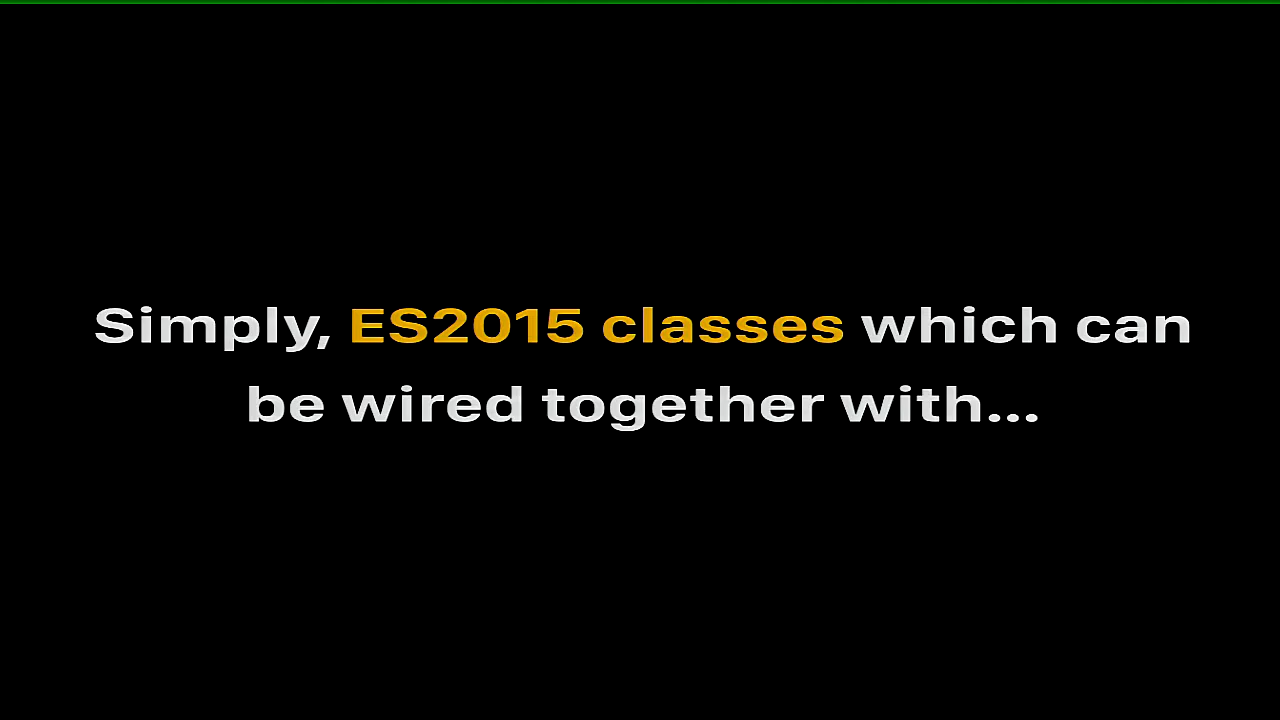 Simply, ES2015 classes which can
be wired together with...